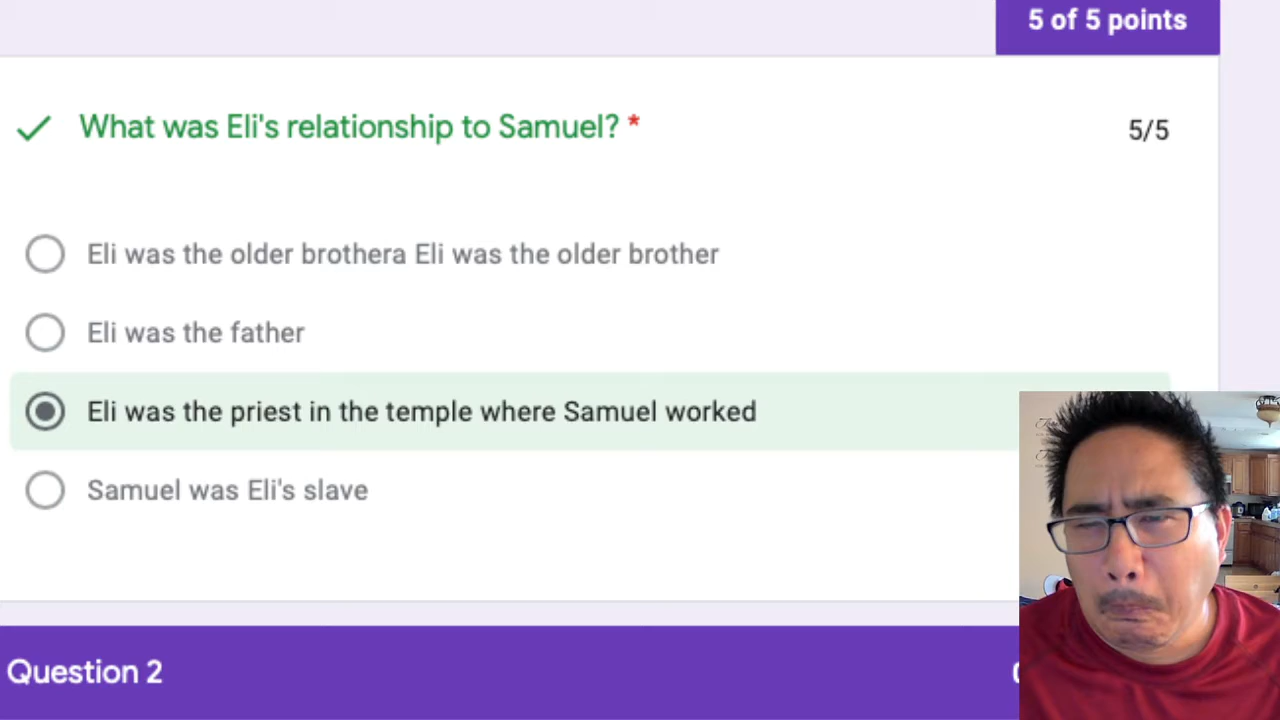 5 of 5 points
What was Eli's relationship to Samuel? *
5/5
Eli was the older brothera Eli was the older brother
Eli was the father
Eli was the priest in the temple where Samuel worked
Samuel was Eli's slave
Question 2